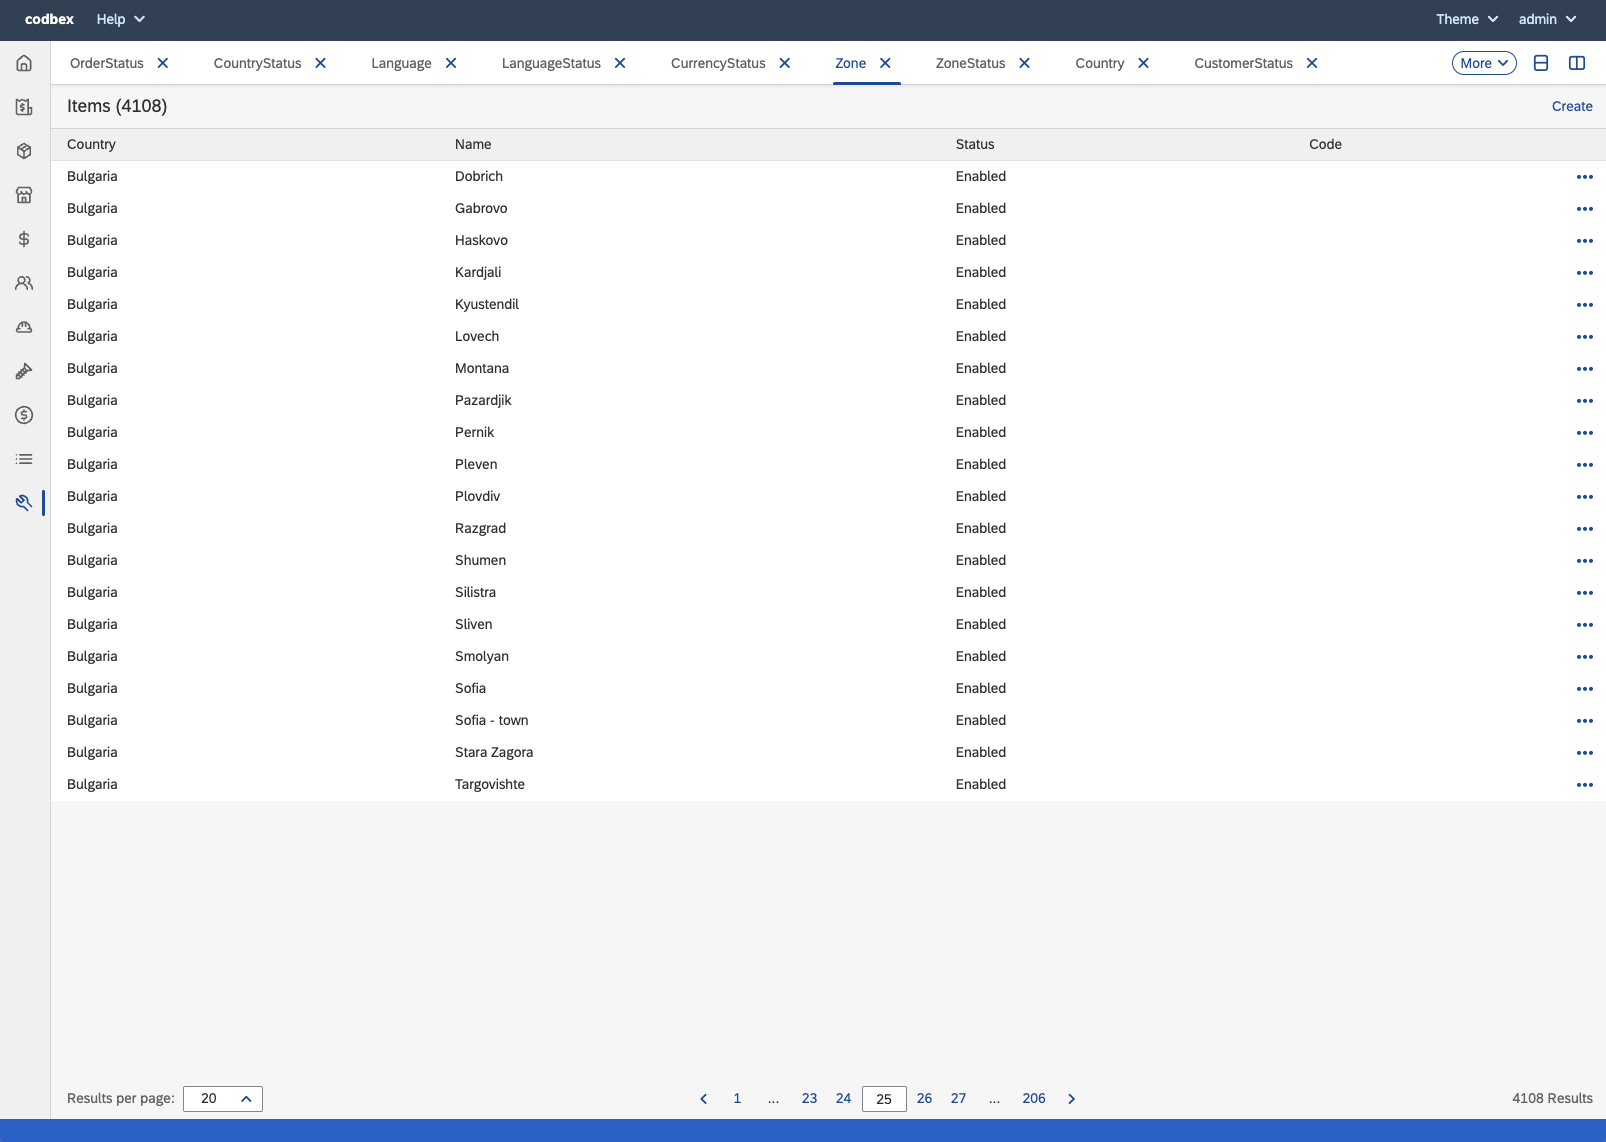 codbex Help Theme admin
OrderStatus CountryStatus Language LanguageStatus CurrencyStatus Zone ZoneStatus Country CustomerStatus More
Items (4108) Create
Country Name Status Code
Bulgaria Dobrich Enabled
Bulgaria Gabrovo Enabled
Bulgaria Haskovo Enabled
Bulgaria Kardjali Enabled
Bulgaria Kyustendil Enabled
Bulgaria Lovech Enabled
Bulgaria Montana Enabled
Bulgaria Pazardjik Enabled
Bulgaria Pernik Enabled
Bulgaria Pleven Enabled
Bulgaria Plovdiv Enabled
Bulgaria Razgrad Enabled
Bulgaria Shumen Enabled
Bulgaria Silistra Enabled
Bulgaria Sliven Enabled
Bulgaria Smolyan Enabled
Bulgaria Sofia Enabled
Bulgaria Sofia - town Enabled
Bulgaria Stara Zagora Enabled
Bulgaria Targovishte Enabled
Results per page: 20 1 ... 23 24 25 26 27 ... 206 4108 Results